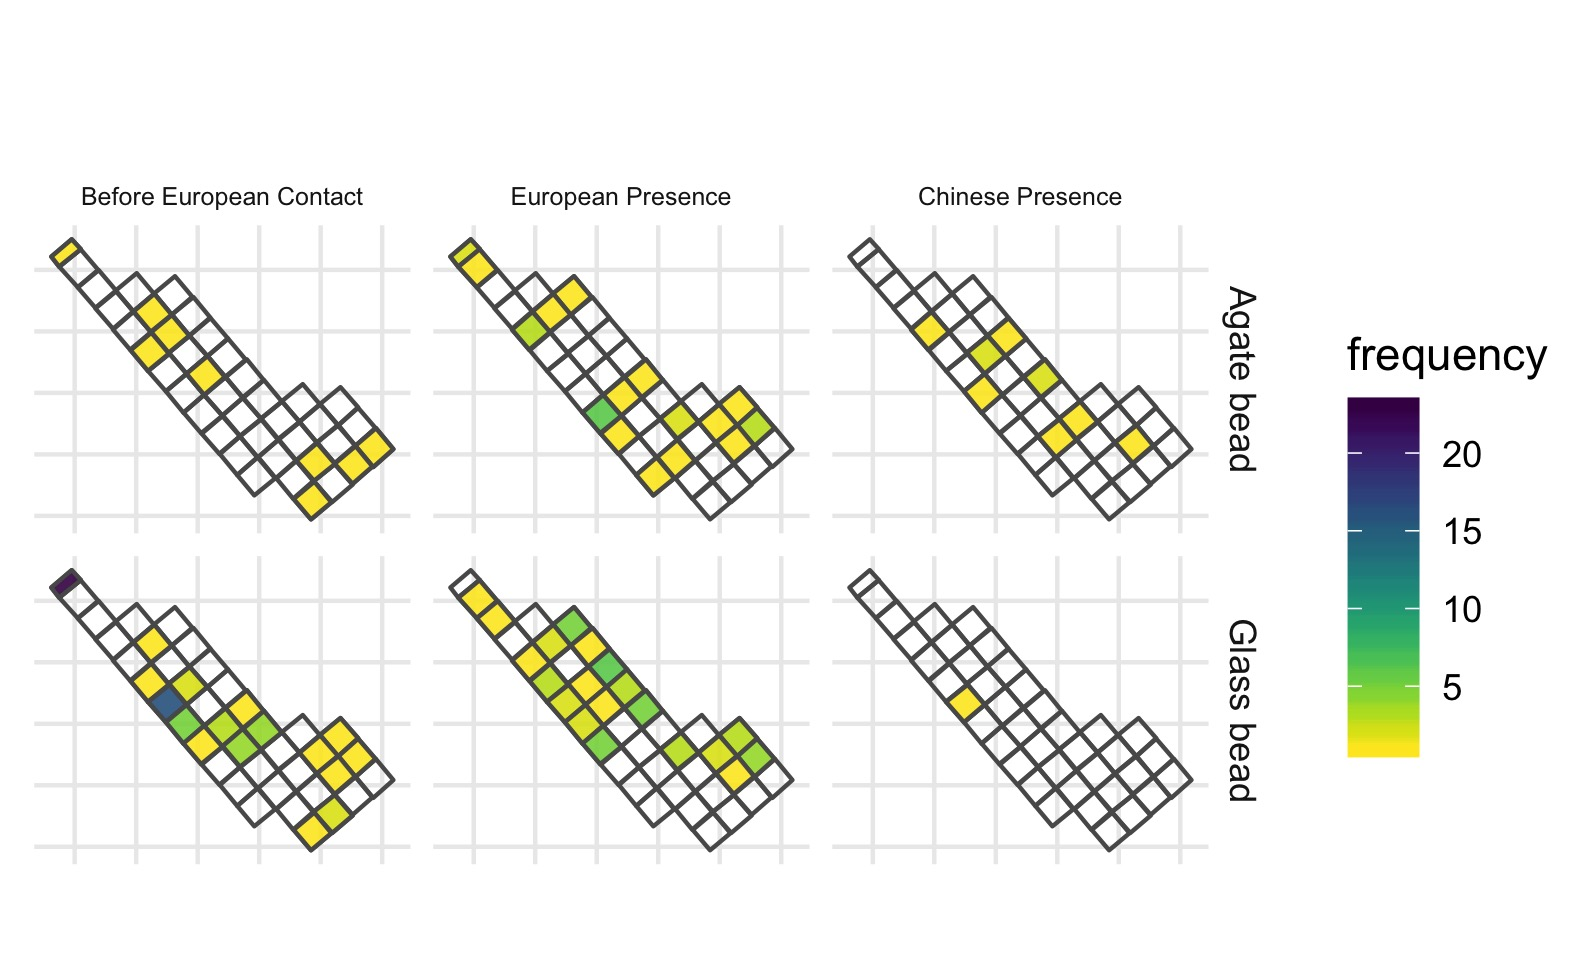 Before European Contact
European Presence
Chinese Presence
Agate bead
Glass bead
frequency
20
15
10
5